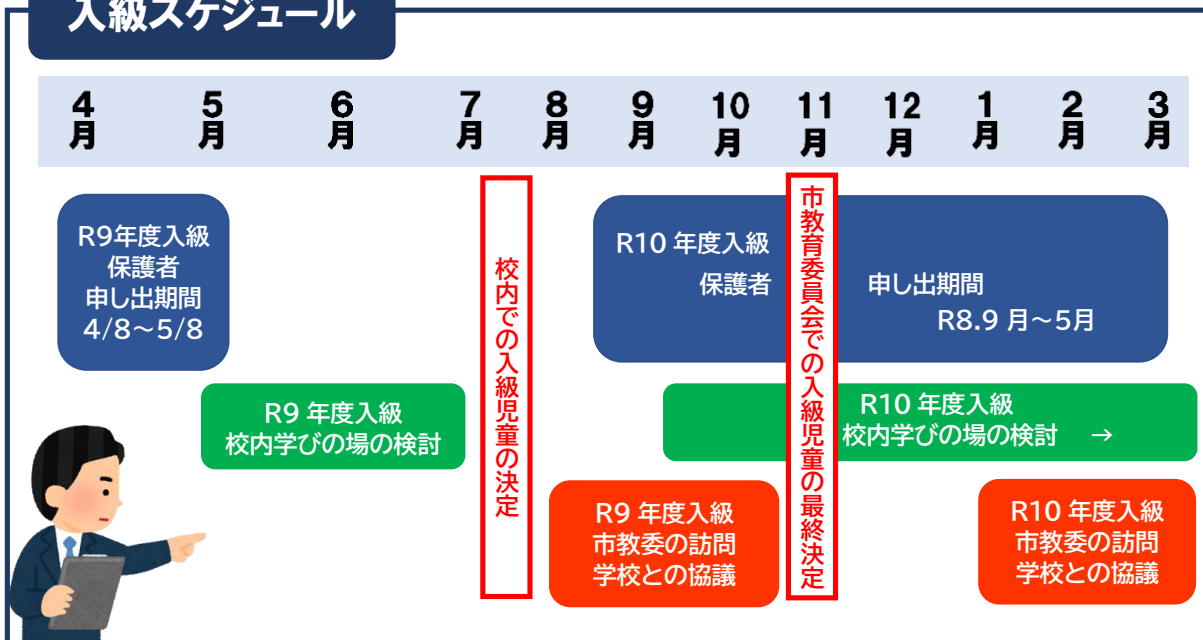 入級スケジュール
4月 5月 6月 7月 8月 9月 10月 11月 12月 1月 2月 3月
R9年度入級
保護者
申し出期間
4/8～5/8
R9 年度入級
校内学びの場の検討
校内での入級児童の決定
R9 年度入級
市教委の訪問
学校との協議
市教育委員会での入級児童の最終決定
R10 年度入級
保護者 申し出期間
R8.9 月～5月
R10 年度入級
校内学びの場の検討 →
R10 年度入級
市教委の訪問
学校との協議